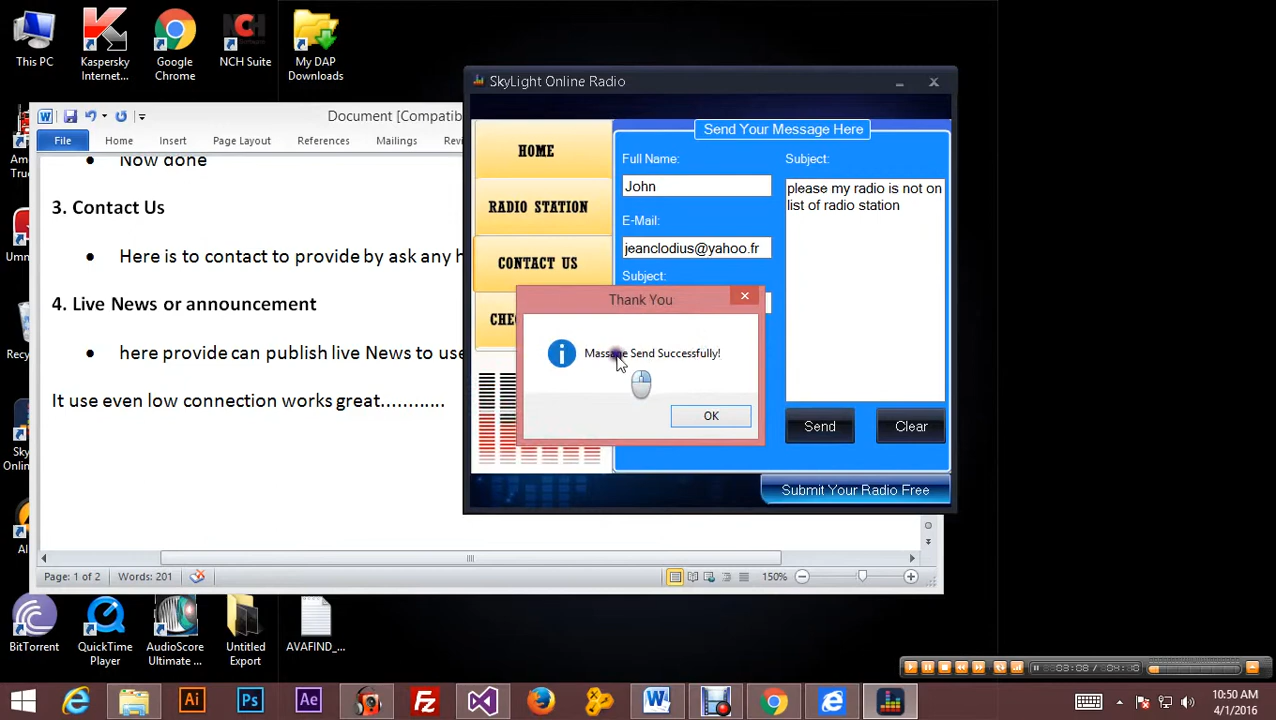 This PC
Kaspersky
Internet...
Google
Chrome
NCH Suite
My DAP
Downloads
Document [Compatib
File
Home
Insert
Page Layout
References
Mailings
Now done
3. Contact Us
Here is to contact to provide by ask any h
4. Live News or announcement
here provide can publish live News to use
It use even low connection works great............
Page: 1 of 2
Words: 201
150%
SkyLight Online Radio
HOME
RADIO STATION
CONTACT US
CHEC
Send Your Message Here
Full Name:
John
E-Mail:
jeanclodius@yahoo.fr
Subject:
Subject:
please my radio is not on
list of radio station
Thank You
Massage Send Successfully!
OK
Send
Clear
Submit Your Radio Free
BitTorrent
QuickTime
Player
AudioScore
Ultimate ...
Untitled
Export
AVAFIND_...
Ai
Ps
Ae
10:50 AM
4/1/2016